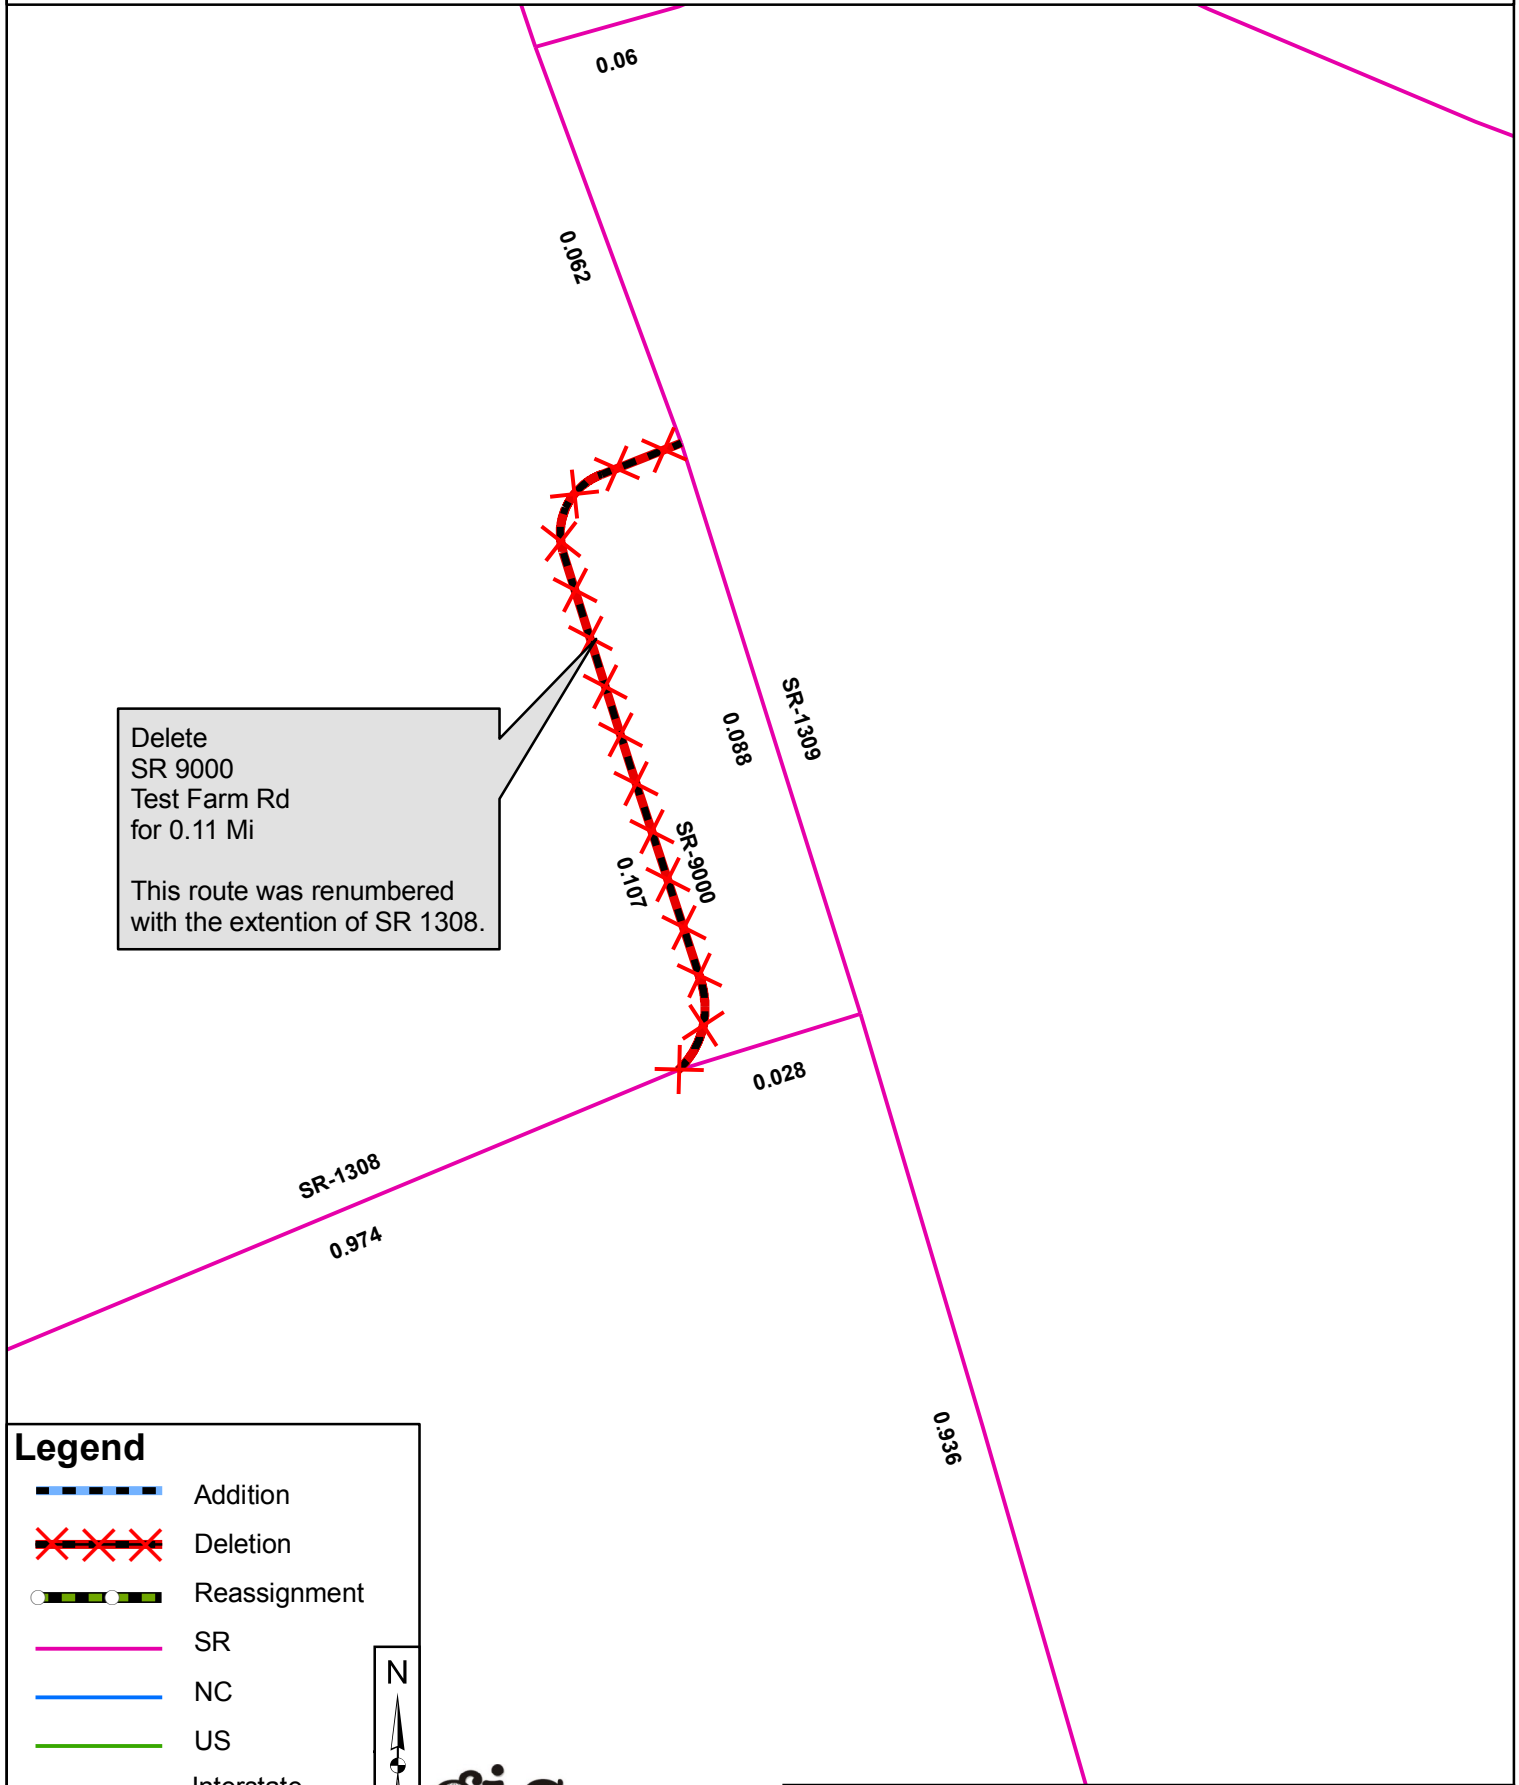 0.06
0.062
SR-1309
0.088
Delete
SR 9000
Test Farm Rd
for 0.11 Mi
This route was renumbered
with the extention of SR 1308.
SR-9000
0.107
0.028
SR-1308
0.974
0.936
Legend
Addition
Deletion
Reassignment
SR
N
NC
US
Interstate